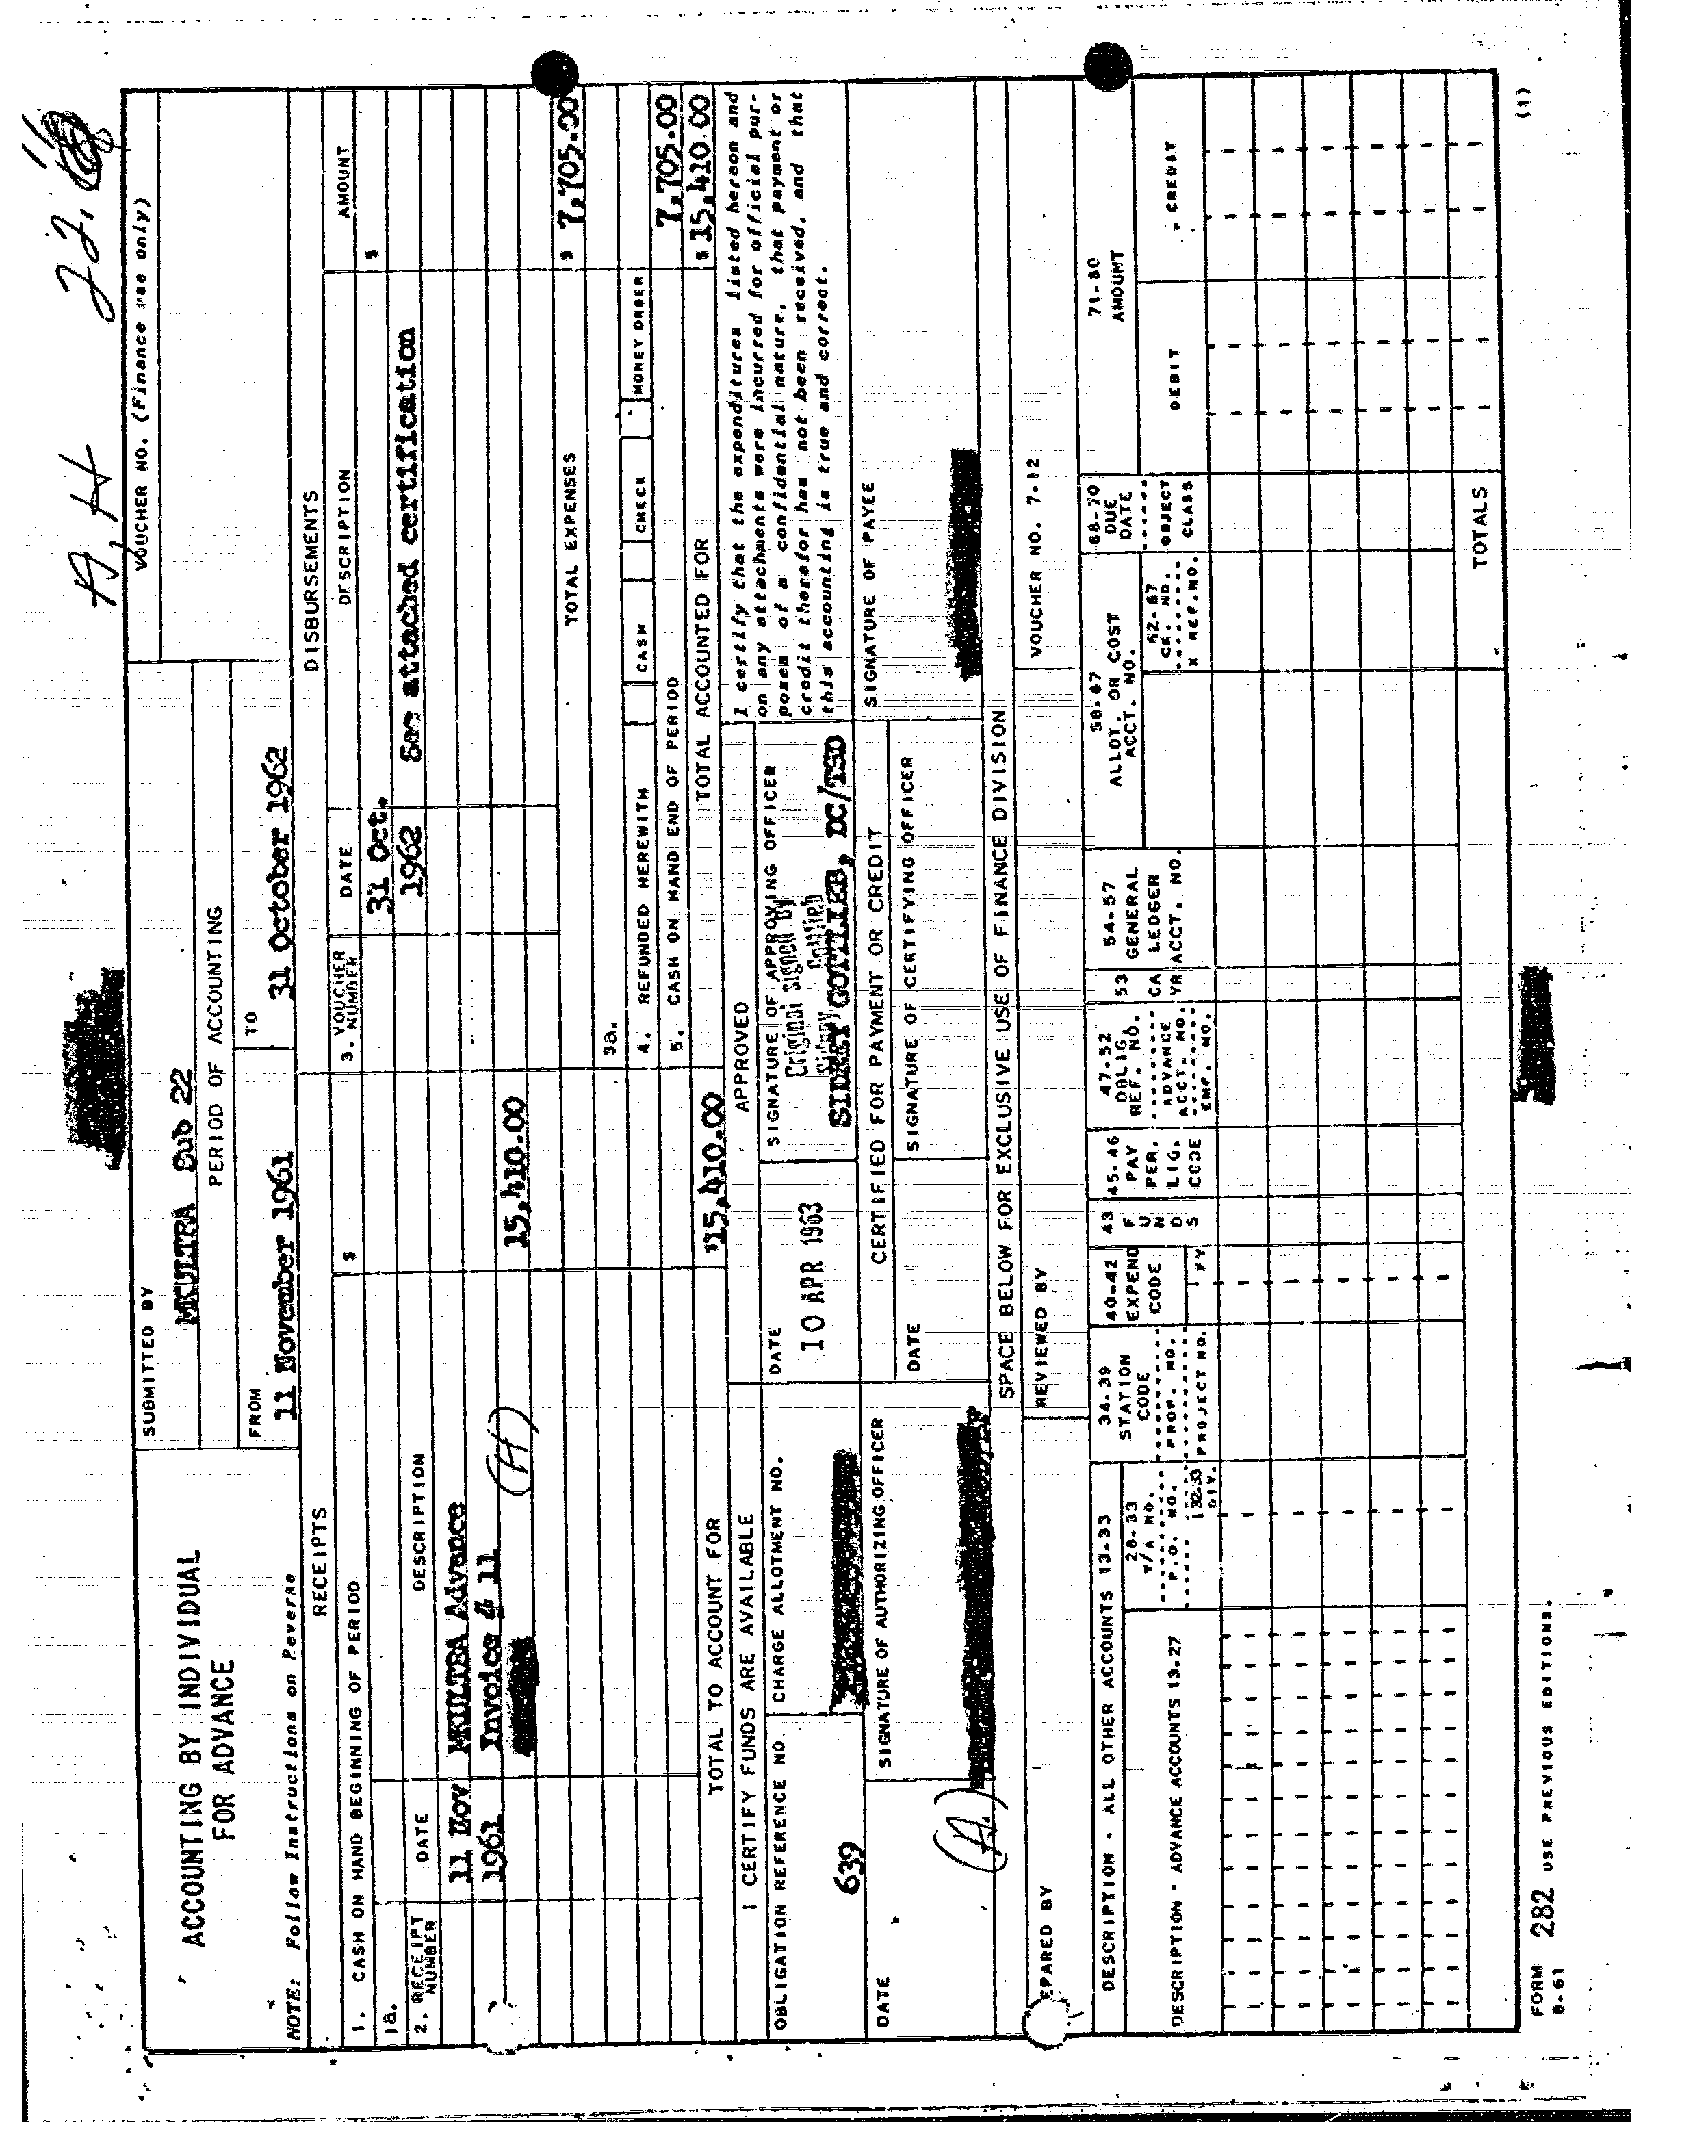 A, H 22.
ACCOUNTING BY INDIVIDUAL
FOR ADVANCE
NOTE: Follow Instructions on Reverse
SUBMITTED BY
MKULTRA Sub 22
PERIOD OF ACCOUNTING
FROM
11 November 1961
TO
31 October 1962
VOUCHER NO. (Finance use only)
RECEIPTS
DISBURSEMENTS
1. CASH ON HAND BEGINNING OF PERIOD
$
1a.
2. RECEIPT NUMBER
DATE
DESCRIPTION
11 Nov MKULTRA Advance
1961 Invoice # 11
(H)
15,410.00
TOTAL TO ACCOUNT FOR
$15,410.00
3. VOUCHER NUMBER
DATE
DESCRIPTION
AMOUNT
31 Oct.
$
1962 See attached certification
TOTAL EXPENSES
$ 7,705.00
3a.
4. REFUNDED HEREWITH
CASH
CHECK
MONEY ORDER
5. CASH ON HAND END OF PERIOD
7,705.00
TOTAL ACCOUNTED FOR
$ 15,410.00
I CERTIFY FUNDS ARE AVAILABLE
OBLIGATION REFERENCE NO.
639
CHARGE ALLOTMENT NO.
DATE
SIGNATURE OF AUTHORIZING OFFICER
(A)
APPROVED
DATE
10 APR 1963
SIGNATURE OF APPROVING OFFICER
Original Signed by
Sidney Gottlieb
SIDNEY GOTTLIEB, DC/TSD
CERTIFIED FOR PAYMENT OR CREDIT
DATE
SIGNATURE OF CERTIFYING OFFICER
I certify that the expenditures listed hereon and
on any attachments were incurred for official pur-
poses of a confidential nature, that payment or
credit therefor has not been received, and that
this accounting is true and correct.
SIGNATURE OF PAYEE
SPACE BELOW FOR EXCLUSIVE USE OF FINANCE DIVISION
EPARED BY
REVIEWED BY
VOUCHER NO. 7-12
DESCRIPTION - ALL OTHER ACCOUNTS 13-33
DESCRIPTION - ADVANCE ACCOUNTS 13-27
28-33
T/A NO.
P.O. NO.
32-33
DIV.
34-39
STATION
CODE
PROP. NO.
PROJECT NO.
40-42
EXPEND
CODE
FY
43
F
U
N
D
S
45-46
PAY
PER.
LIG.
CODE
47-52
OBLIG.
REF. NO.
ADVANCE
ACCT. NO.
EMP. NO.
53
CA
YR
54-57
GENERAL
LEDGER
ACCT. NO.
58-67
ALLOT. OR COST
ACCT. NO.
62-67
CK. NO.
X REF. NO.
68-70
DUE
DATE
OBJECT
CLASS
71-80
AMOUNT
DEBIT
CREDIT
TOTALS
FORM
8-61
282 USE PREVIOUS EDITIONS.
(1)